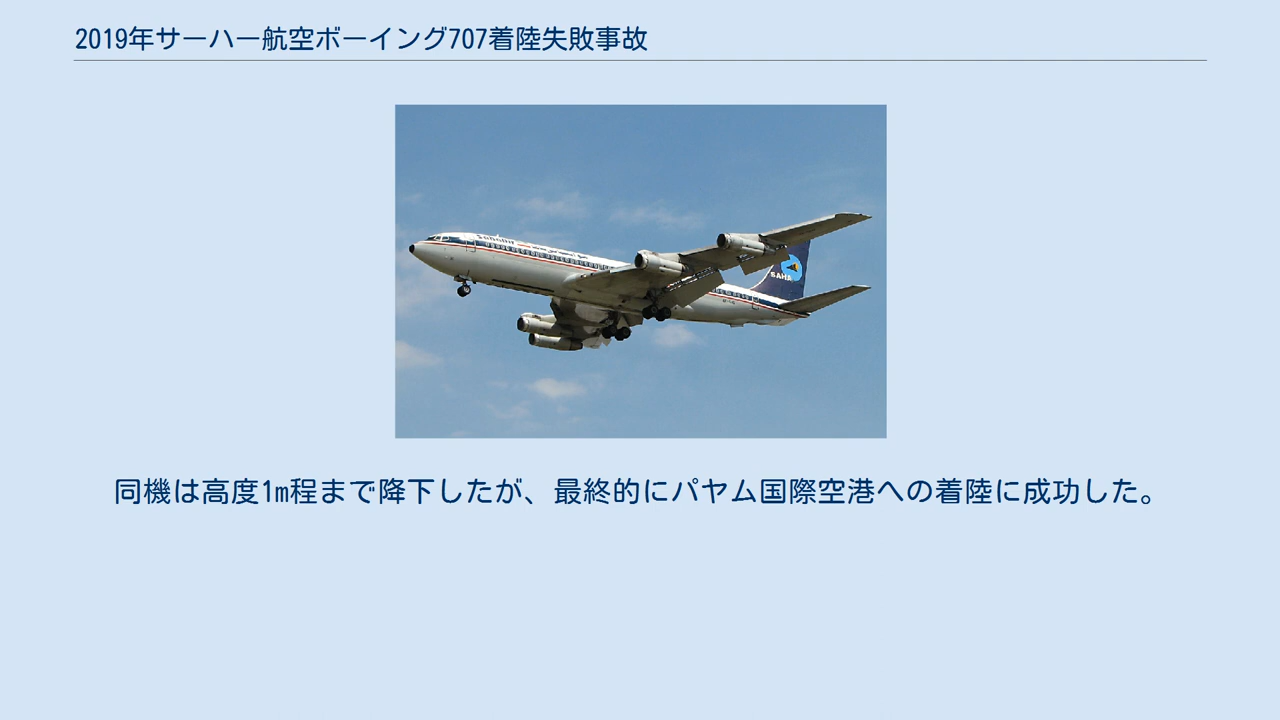 2019年サーハー航空ボーイング707着陸失敗事故
SAHA
同機は高度1m程まで降下したが、最終的にパヤム国際空港への着陸に成功した。